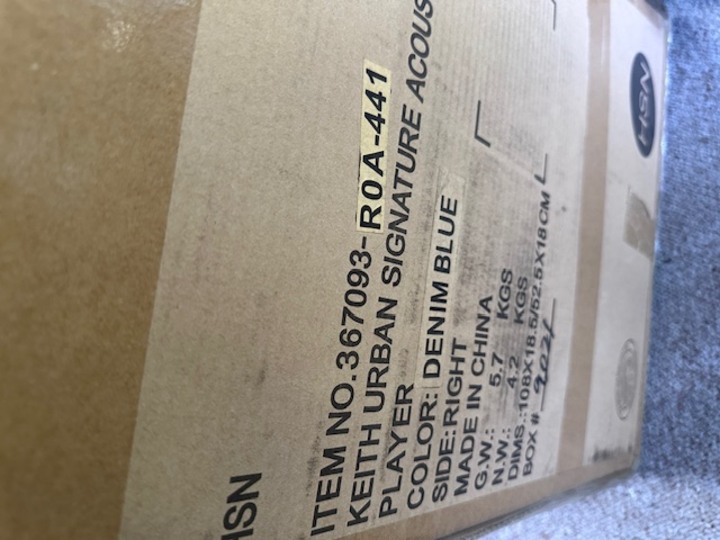 HSN
ITEM NO.367093-R0A-441
KEITH URBAN SIGNATURE ACOUS
PLAYER
COLOR: DENIM BLUE
SIDE:RIGHT
MADE IN CHINA
G.W.: 5.7 KGS
N.W.: 4.2 KGS
DIMS.:108X18.5/52.5X18CM
BOX #
HSN